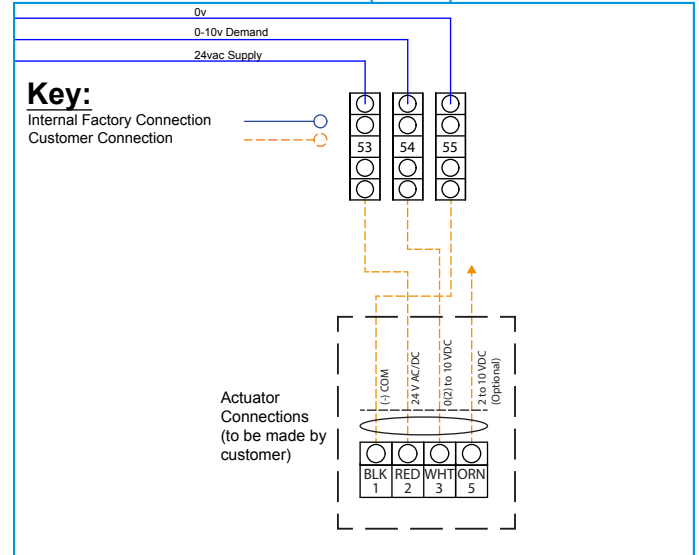 0v
0-10v Demand
24vac Supply
Key:
Internal Factory Connection
Customer Connection
53 54 55
(-) COM
24 V AC/DC
0(2) to 10 VDC
2 to 10 VDC
(Optional)
Actuator
Connections
(to be made by
customer)
BLK RED WHT ORN
1 2 3 5